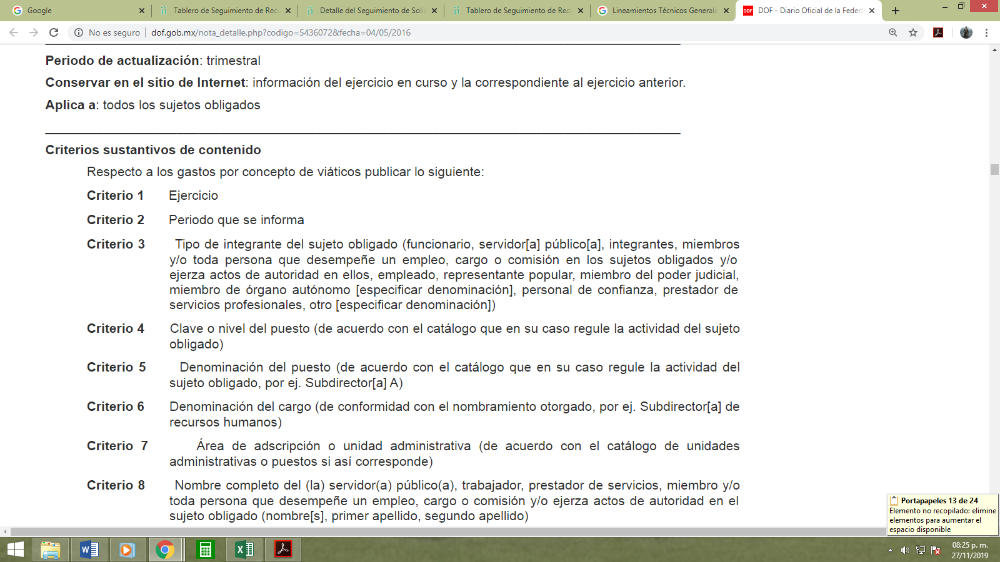 Google
Tablero de Seguimiento de Recu
Detalle del Seguimiento de Solic
Tablero de Seguimiento de Recu
Lineamientos Técnicos Generale
DOF - Diario Oficial de la Federa
No es seguro | dof.gob.mx/nota_detalle.php?codigo=5436072&fecha=04/05/2016
Periodo de actualización: trimestral
Conservar en el sitio de Internet: información del ejercicio en curso y la correspondiente al ejercicio anterior.
Aplica a: todos los sujetos obligados
Criterios sustantivos de contenido
Respecto a los gastos por concepto de viáticos publicar lo siguiente:
Criterio 1 Ejercicio
Criterio 2 Periodo que se informa
Criterio 3 Tipo de integrante del sujeto obligado (funcionario, servidor[a] público[a], integrantes, miembros
y/o toda persona que desempeñe un empleo, cargo o comisión en los sujetos obligados y/o
ejerza actos de autoridad en ellos, empleado, representante popular, miembro del poder judicial,
miembro de órgano autónomo [especificar denominación], personal de confianza, prestador de
servicios profesionales, otro [especificar denominación])
Criterio 4 Clave o nivel del puesto (de acuerdo con el catálogo que en su caso regule la actividad del sujeto
obligado)
Criterio 5 Denominación del puesto (de acuerdo con el catálogo que en su caso regule la actividad del
sujeto obligado, por ej. Subdirector[a] A)
Criterio 6 Denominación del cargo (de conformidad con el nombramiento otorgado, por ej. Subdirector[a] de
recursos humanos)
Criterio 7 Área de adscripción o unidad administrativa (de acuerdo con el catálogo de unidades
administrativas o puestos si así corresponde)
Criterio 8 Nombre completo del (la) servidor(a) público(a), trabajador, prestador de servicios, miembro y/o
toda persona que desempeñe un empleo, cargo o comisión y/o ejerza actos de autoridad en el
sujeto obligado (nombre[s], primer apellido, segundo apellido)
Portapapeles 13 de 24
Elemento no recopilado: elimine
elementos para aumentar el
espacio disponible
08:25 p. m.
27/11/2019